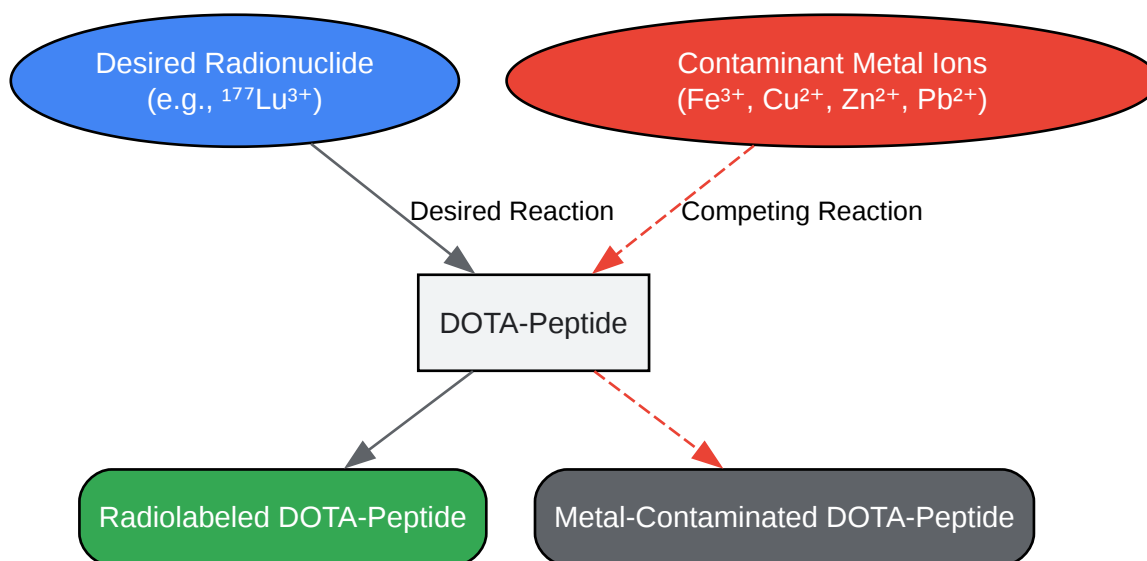 Desired Radionuclide
(e.g., ¹⁷⁷Lu³⁺)
Contaminant Metal Ions
(Fe³⁺, Cu²⁺, Zn²⁺, Pb²⁺)
Desired Reaction
Competing Reaction
DOTA-Peptide
Radiolabeled DOTA-Peptide
Metal-Contaminated DOTA-Peptide